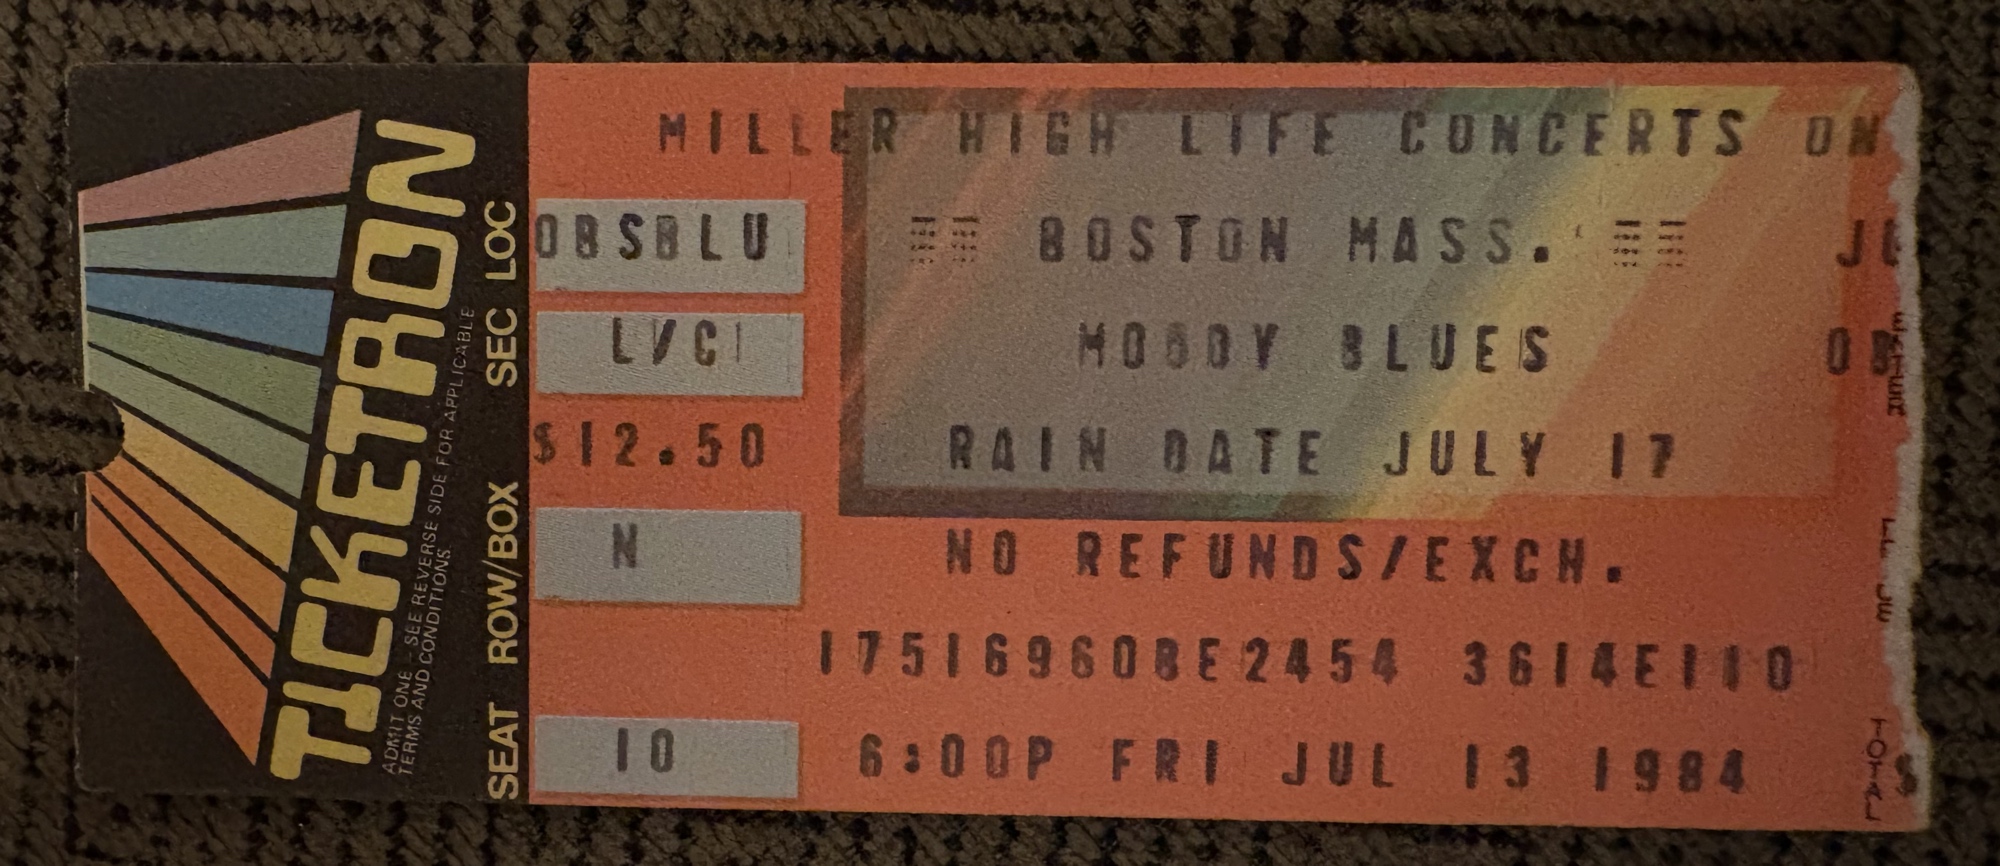 TICKETRON
ADMIT ONE - SEE REVERSE SIDE FOR APPLICABLE
TERMS AND CONDITIONS.
SEC LOC
ROW/BOX
SEAT
MILLER HIGH LIFE CONCERTS ON
OBSBLU
BOSTON MASS.
L/C
MOODY BLUES
OB
$12.50
RAIN DATE JULY 17
N
NO REFUNDS/EXCH.
175169608E2454 3614E110
10
6:00P FRI JUL 13 1984
TOTAL
$